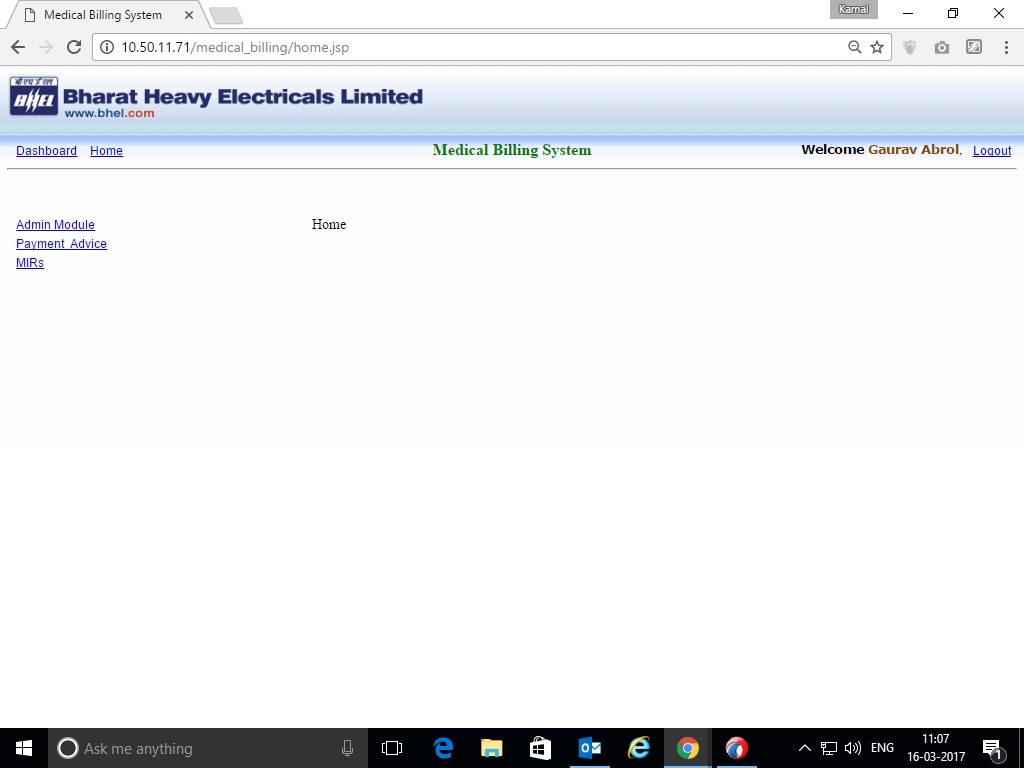 Medical Billing System
Kamal
10.50.11.71/medical_billing/home.jsp
बी एच ई एल
BHEL
Bharat Heavy Electricals Limited
www.bhel.com
Dashboard Home Medical Billing System Welcome Gaurav Abrol, Logout
Admin Module
Home
Payment Advice
MIRs
Ask me anything
ENG
11:07
16-03-2017
1